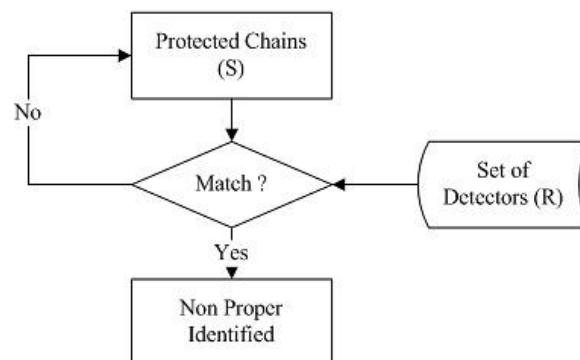 Protected Chains
(S)
No
Match ?
Set of
Detectors (R)
Yes
Non Proper
Identified